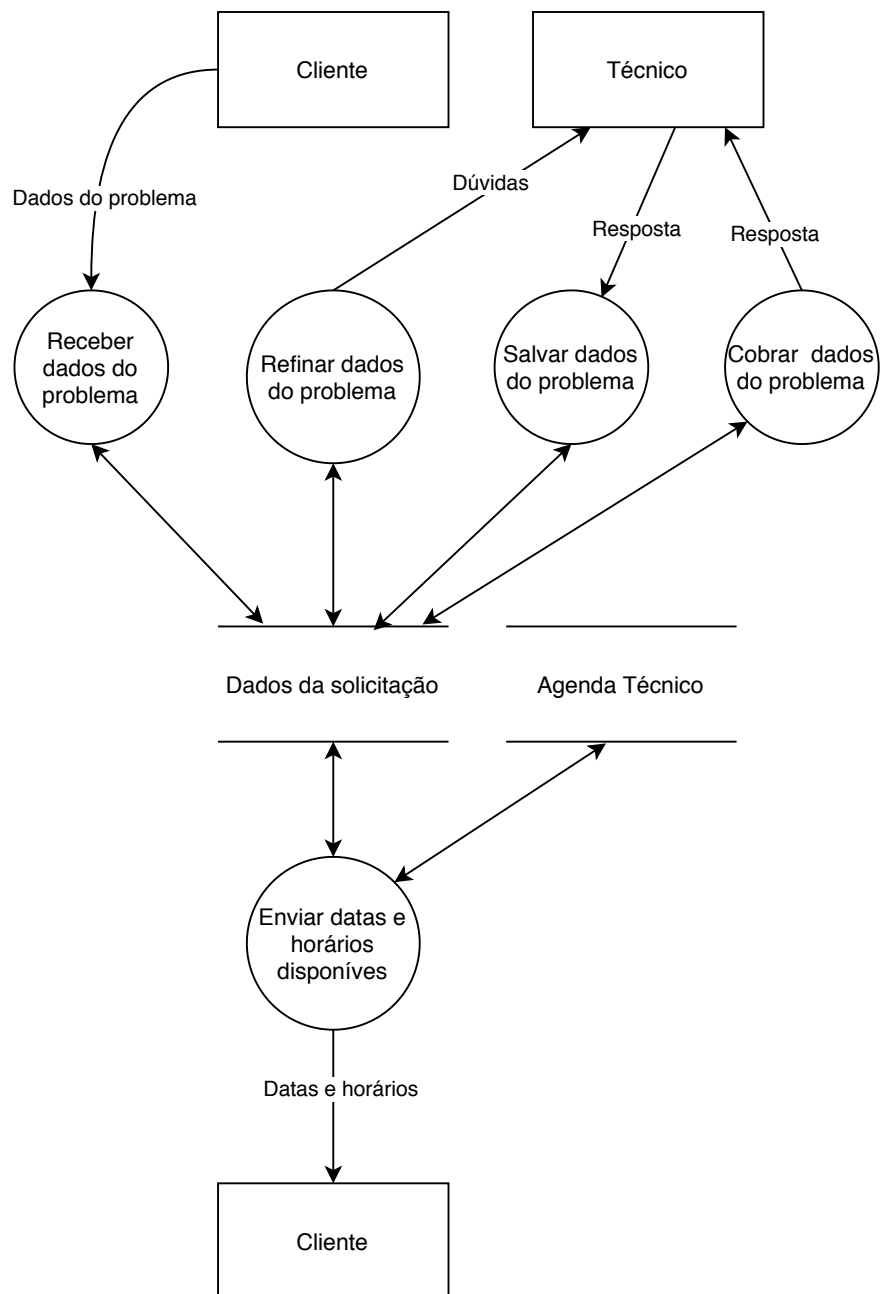 Cliente
Técnico
Dados do problema
Dúvidas
Resposta
Resposta
Receber
dados do
problema
Refinar dados
do problema
Salvar dados
do problema
Cobrar dados
do problema
Dados da solicitação
Agenda Técnico
Enviar datas e
horários
disponíves
Datas e horários
Cliente